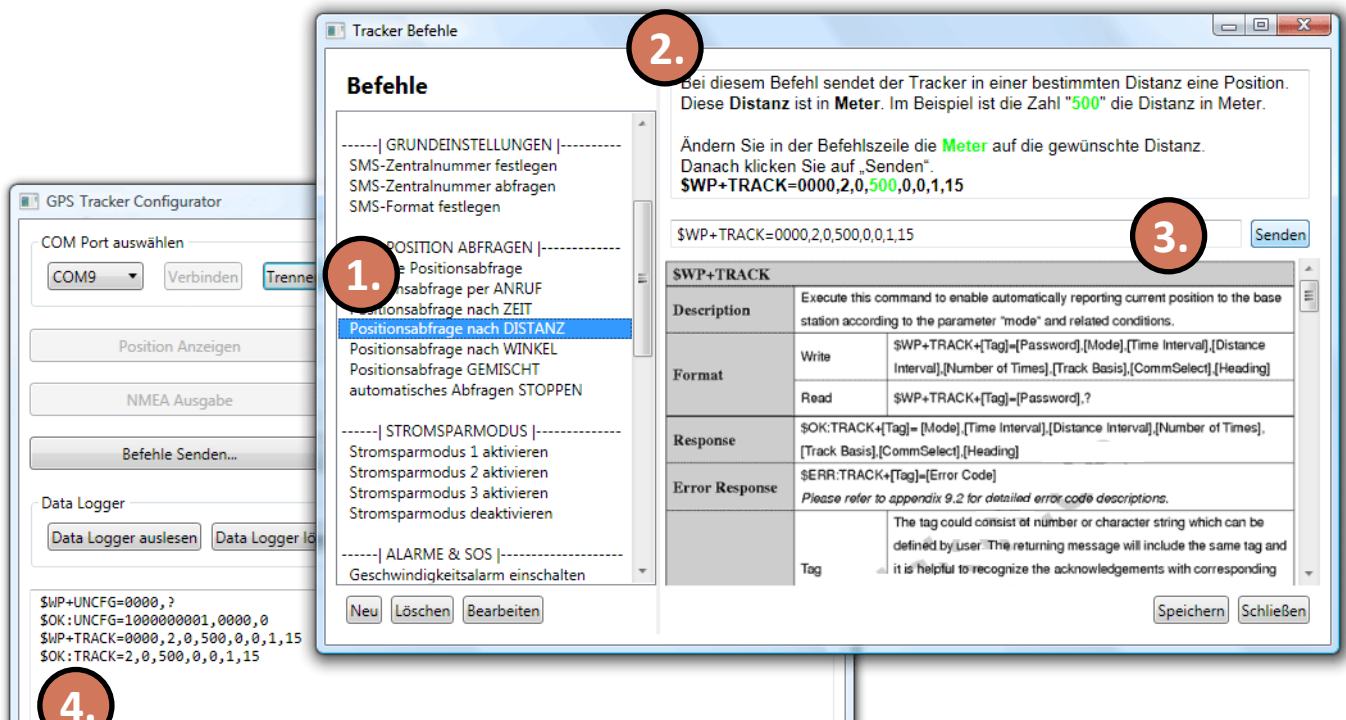 Tracker Befehle
2.
Befehle
------| GRUNDEINSTELLUNGEN |----------
SMS-Zentralnummer festlegen
SMS-Zentralnummer abfragen
SMS-Format festlegen
POSITION ABFRAGEN |-------------
Positionsabfrage
per ANRUF
nach ZEIT
Positionsabfrage nach DISTANZ
Positionsabfrage nach WINKEL
Positionsabfrage GEMISCHT
automatisches Abfragen STOPPEN
------| STROMSPARMODUS |--------------
Stromsparmodus 1 aktivieren
Stromsparmodus 2 aktivieren
Stromsparmodus 3 aktivieren
Stromsparmodus deaktivieren
------| ALARME & SOS |--------------------
Geschwindigkeitsalarm einschalten
Neu
Löschen
Bearbeiten
Bei diesem Befehl sendet der Tracker in einer bestimmten Distanz eine Position.
Diese Distanz ist in Meter. Im Beispiel ist die Zahl "500" die Distanz in Meter.
Ändern Sie in der Befehlszeile die Meter auf die gewünschte Distanz.
Danach klicken Sie auf „Senden“.
$WP+TRACK=0000,2,0,500,0,0,1,15
$WP+TRACK=0000,2,0,500,0,0,1,15
3.
Senden
$WP+TRACK
Description
Execute this command to enable automatically reporting current position to the base
station according to the parameter "mode" and related conditions.
Format
Write
$WP+TRACK+[Tag]=[Password],[Mode],[Time Interval],[Distance
Interval],[Number of Times],[Track Basis],[CommSelect],[Heading]
Read
$WP+TRACK+[Tag]=[Password],?
Response
$OK:TRACK+[Tag]= [Mode],[Time Interval],[Distance Interval],[Number of Times],
[Track Basis],[CommSelect],[Heading]
Error Response
$ERR:TRACK+[Tag]=[Error Code]
Please refer to appendix 9.2 for detailed error code descriptions.
Tag
The tag could consist of number or character string which can be
defined by user. The returning message will include the same tag and
it is helpful to recognize the acknowledgements with corresponding
Speichern
Schließen
GPS Tracker Configurator
COM Port auswählen
COM9
Verbinden
1.
Position Anzeigen
NMEA Ausgabe
Befehle Senden...
Data Logger
Data Logger auslesen
Data Logger
$WP+UNCFG=0000,?
$OK:UNCFG=1000000001,0000,0
$WP+TRACK=0000,2,0,500,0,0,1,15
$OK:TRACK=2,0,500,0,0,1,15
4.